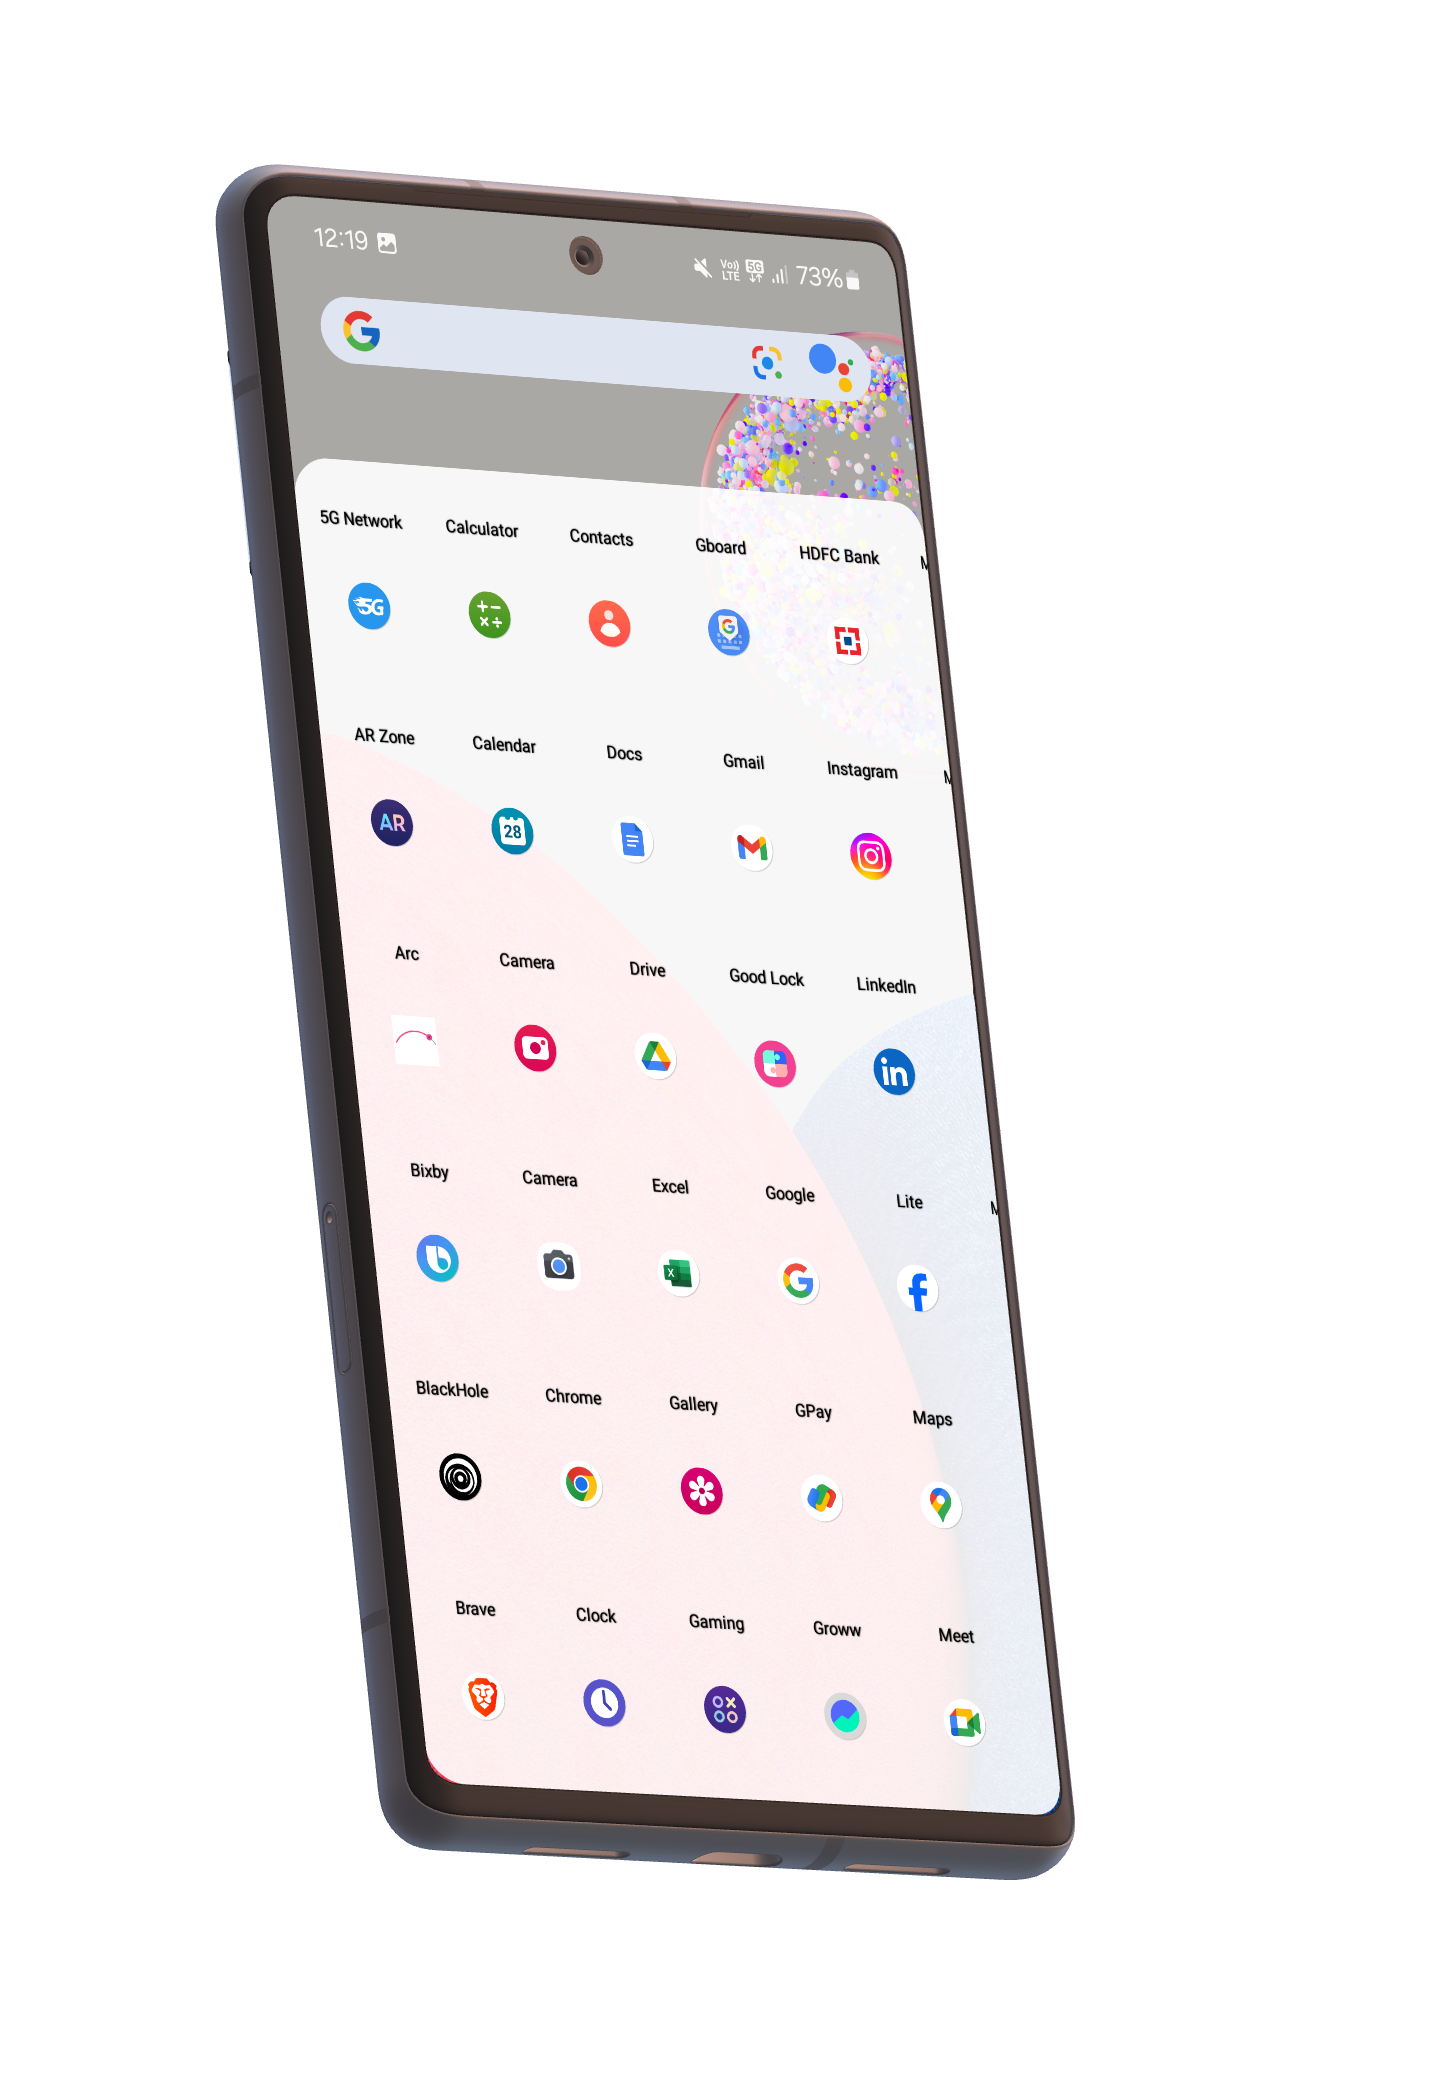 12:19
Vo)) LTE 5G 73%
5G Network Calculator Contacts Gboard HDFC Bank M
5G
AR Zone Calendar Docs Gmail Instagram M
AR 28
Arc Camera Drive Good Lock LinkedIn
in
Bixby Camera Excel Google Lite M
BlackHole Chrome Gallery GPay Maps
Brave Clock Gaming Groww Meet